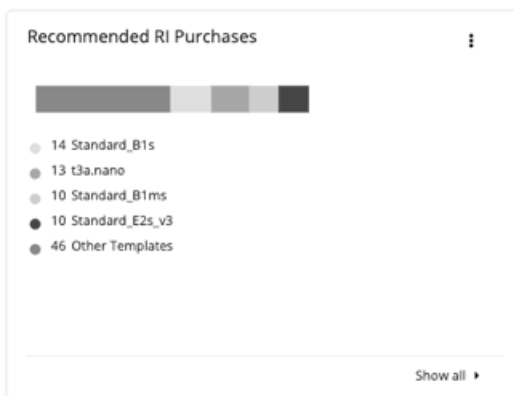 Recommended RI Purchases
14 Standard_B1s
13 t3a.nano
10 Standard_B1ms
10 Standard_E2s_v3
46 Other Templates
Show all